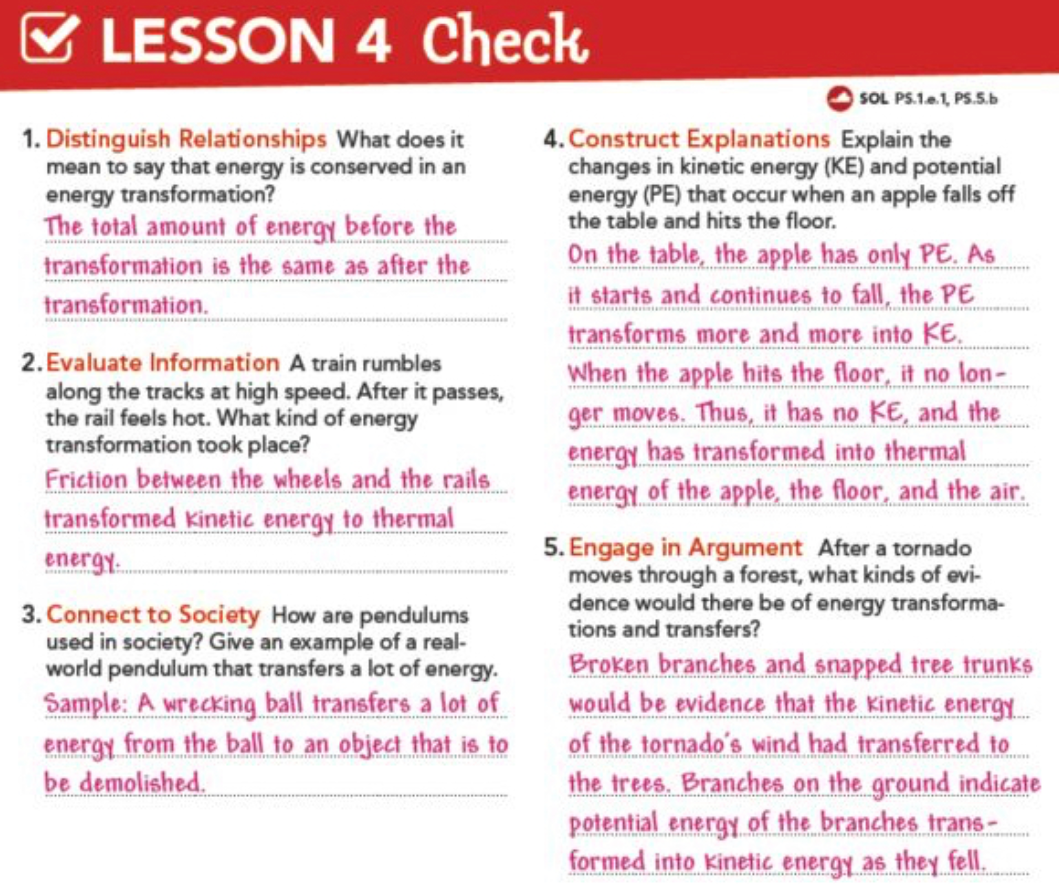 LESSON 4 Check
SOL PS.1.e.1, PS.5.b
1. Distinguish Relationships What does it
mean to say that energy is conserved in an
energy transformation?
The total amount of energy before the
transformation is the same as after the
transformation.
2. Evaluate Information A train rumbles
along the tracks at high speed. After it passes,
the rail feels hot. What kind of energy
transformation took place?
Friction between the wheels and the rails
transformed kinetic energy to thermal
energy.
3. Connect to Society How are pendulums
used in society? Give an example of a real-
world pendulum that transfers a lot of energy.
Sample: A wrecking ball transfers a lot of
energy from the ball to an object that is to
be demolished.
4. Construct Explanations Explain the
changes in kinetic energy (KE) and potential
energy (PE) that occur when an apple falls off
the table and hits the floor.
On the table, the apple has only PE. As
it starts and continues to fall, the PE
transforms more and more into KE.
When the apple hits the floor, it no lon-
ger moves. Thus, it has no KE, and the
energy has transformed into thermal
energy of the apple, the floor, and the air.
5. Engage in Argument After a tornado
moves through a forest, what kinds of evi-
dence would there be of energy transforma-
tions and transfers?
Broken branches and snapped tree trunks
would be evidence that the kinetic energy
of the tornado's wind had transferred to
the trees. Branches on the ground indicate
potential energy of the branches trans-
formed into kinetic energy as they fell.